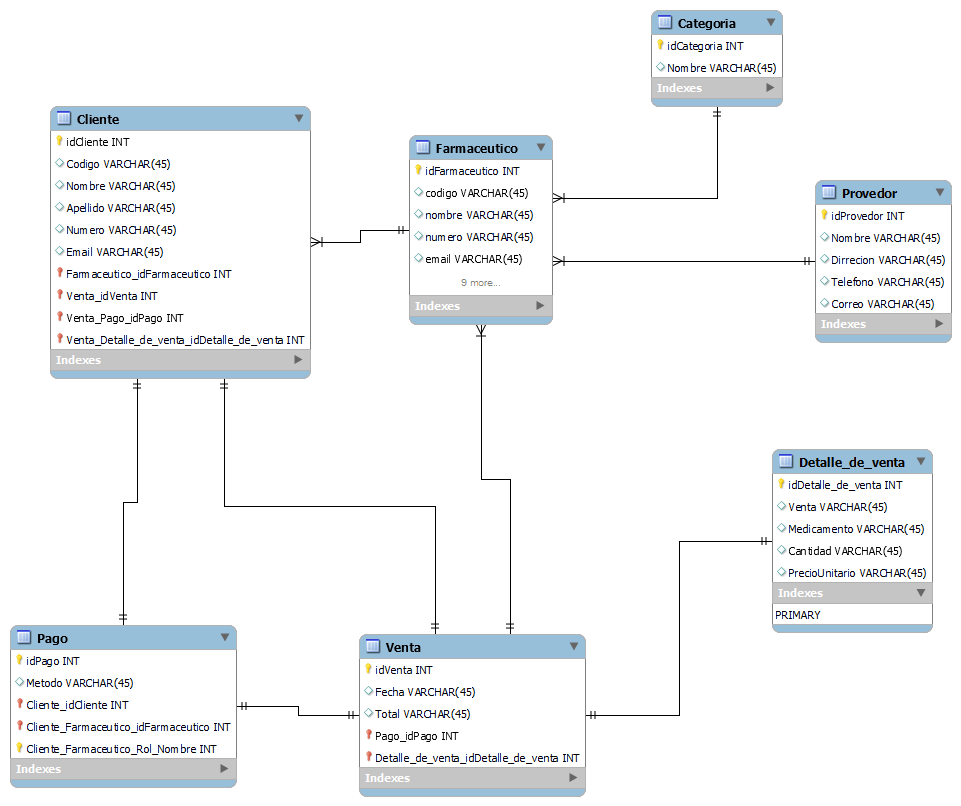 Categoria
idCategoria INT
Nombre VARCHAR(45)
Indexes
Cliente
idCliente INT
Codigo VARCHAR(45)
Nombre VARCHAR(45)
Apellido VARCHAR(45)
Numero VARCHAR(45)
Email VARCHAR(45)
Farmaceutico_idFarmaceutico INT
Venta_idVenta INT
Venta_Pago_idPago INT
Venta_Detalle_de_venta_idDetalle_de_venta INT
Indexes
Farmaceutico
idFarmaceutico INT
codigo VARCHAR(45)
nombre VARCHAR(45)
numero VARCHAR(45)
email VARCHAR(45)
9 more...
Indexes
Provedor
idProvedor INT
Nombre VARCHAR(45)
Dirrecion VARCHAR(45)
Telefono VARCHAR(45)
Correo VARCHAR(45)
Indexes
Detalle_de_venta
idDetalle_de_venta INT
Venta VARCHAR(45)
Medicamento VARCHAR(45)
Cantidad VARCHAR(45)
PrecioUnitario VARCHAR(45)
Indexes
PRIMARY
Pago
idPago INT
Metodo VARCHAR(45)
Cliente_idCliente INT
Cliente_Farmaceutico_idFarmaceutico INT
Cliente_Farmaceutico_Rol_Nombre INT
Indexes
Venta
idVenta INT
Fecha VARCHAR(45)
Total VARCHAR(45)
Pago_idPago INT
Detalle_de_venta_idDetalle_de_venta INT
Indexes